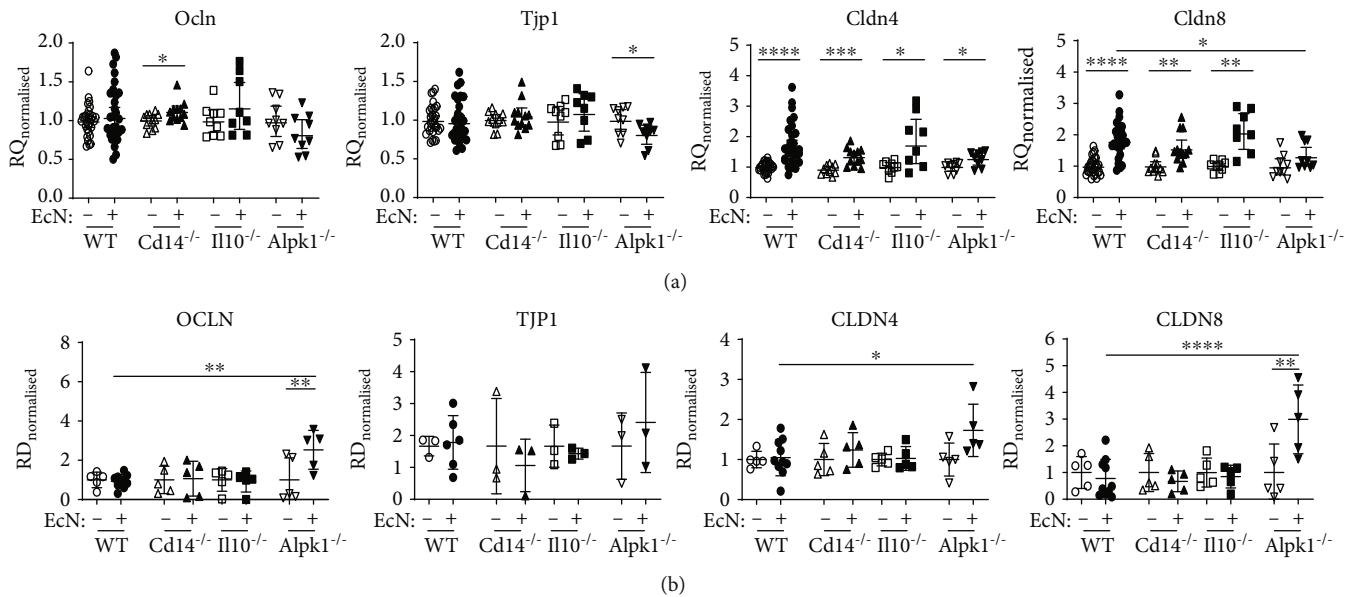 Ocln
RQnormalised
2.0
1.5
1.0
0.5
0.0
*
EcN: − + − + − + − +
WT Cd14-/- Il10-/- Alpk1-/-
Tjp1
RQnormalised
2.0
1.5
1.0
0.5
0.0
*
EcN: − + − + − + − +
WT Cd14-/- Il10-/- Alpk1-/-
Cldn4
RQnormalised
5
4
3
2
1
0
**** *** * *
EcN: − + − + − + − +
WT Cd14-/- Il10-/- Alpk1-/-
Cldn8
RQnormalised
5
4
3
2
1
0
*
**** ** **
EcN: − + − + − + − +
WT Cd14-/- Il10-/- Alpk1-/-
(a)
OCLN
RDnormalised
8
6
4
2
0
**
**
EcN: − + − + − + − +
WT Cd14-/- Il10-/- Alpk1-/-
TJP1
RDnormalised
5
4
3
2
1
0
EcN: − + − + − + − +
WT Cd14-/- Il10-/- Alpk1-/-
CLDN4
RDnormalised
4
3
2
1
0
*
EcN: − + − + − + − +
WT Cd14-/- Il10-/- Alpk1-/-
CLDN8
RDnormalised
6
5
4
3
2
1
0
****
**
EcN: − + − + − + − +
WT Cd14-/- Il10-/- Alpk1-/-
(b)